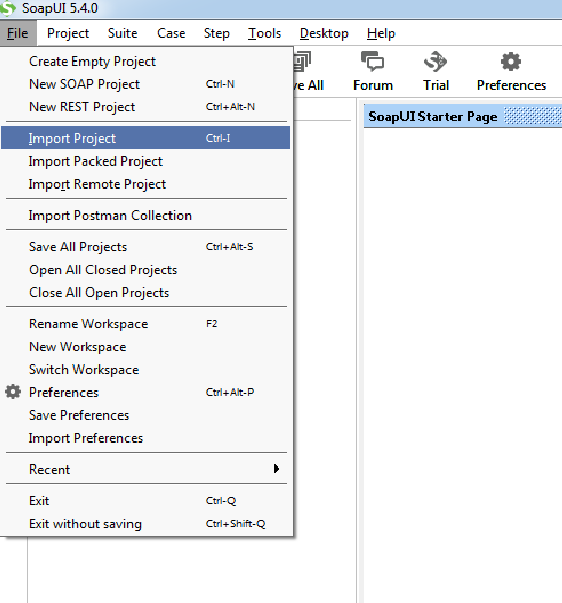 SoapUI 5.4.0
File Project Suite Case Step Tools Desktop Help
Create Empty Project
New SOAP Project Ctrl-N
New REST Project Ctrl+Alt-N
Import Project Ctrl-I
Import Packed Project
Import Remote Project
Import Postman Collection
Save All Projects Ctrl+Alt-S
Open All Closed Projects
Close All Open Projects
Rename Workspace F2
New Workspace
Switch Workspace
Preferences Ctrl+Alt-P
Save Preferences
Import Preferences
Recent
Exit Ctrl-Q
Exit without saving Ctrl+Shift-Q
ve All Forum Trial Preferences
SoapUI Starter Page